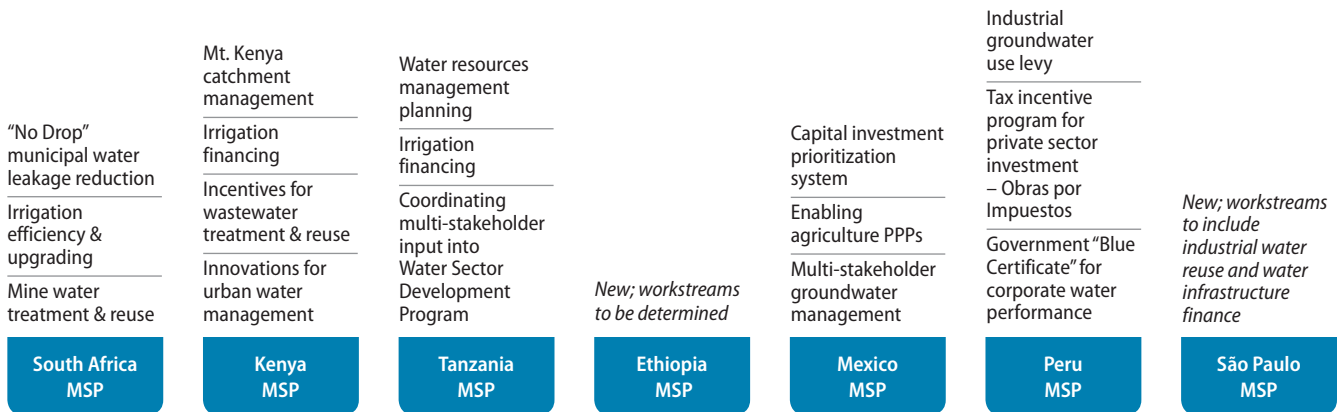 “No Drop”
municipal water
leakage reduction
Irrigation
efficiency &
upgrading
Mine water
treatment & reuse
South Africa
MSP
Mt. Kenya
catchment
management
Irrigation
financing
Incentives for
wastewater
treatment & reuse
Innovations for
urban water
management
Kenya
MSP
Water resources
management
planning
Irrigation
financing
Coordinating
multi-stakeholder
input into
Water Sector
Development
Program
Tanzania
MSP
New; workstreams
to be determined
Ethiopia
MSP
Capital investment
prioritization
system
Enabling
agriculture PPPs
Multi-stakeholder
groundwater
management
Mexico
MSP
Industrial
groundwater
use levy
Tax incentive
program for
private sector
investment
– Obras por
Impuestos
Government “Blue
Certificate” for
corporate water
performance
Peru
MSP
New; workstreams
to include
industrial water
reuse and water
infrastructure
finance
São Paulo
MSP